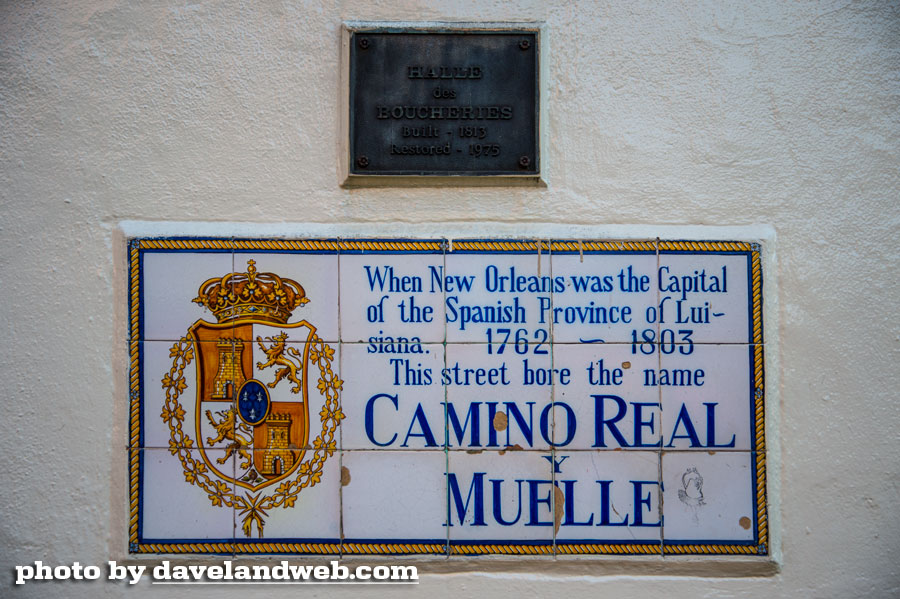 HALLE
des
BOUCHERIES
Built - 1813
Restored - 1975
When New Orleans was the Capital
of the Spanish Province of Lui-
siana. 1762 ~ 1803
This street bore the name
CAMINO REAL
Y
MUELLE
photo by davelandweb.com